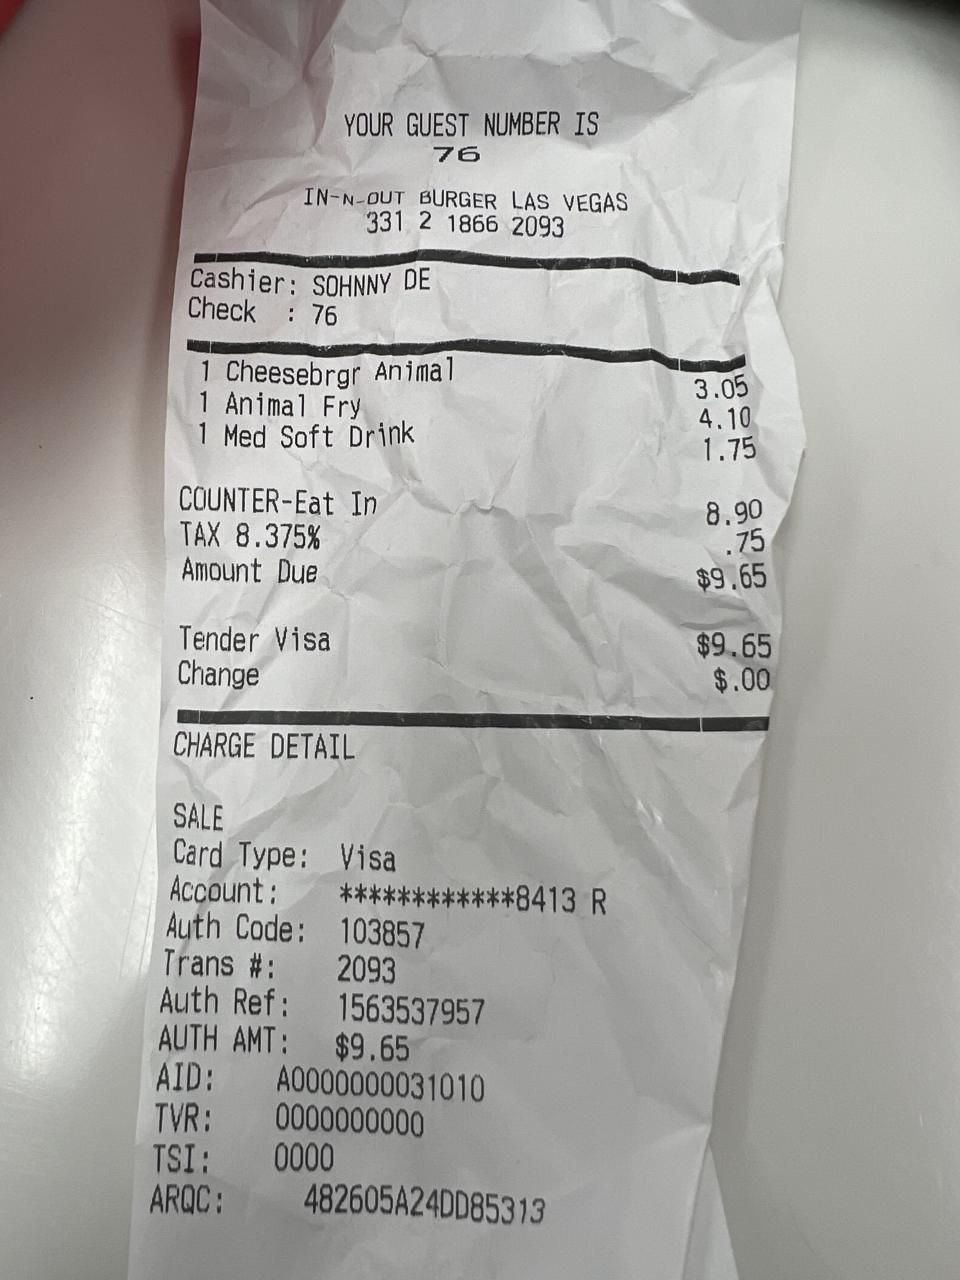 YOUR GUEST NUMBER IS
76
IN-N-OUT BURGER LAS VEGAS
331 2 1866 2093
Cashier: SOHNNY DE
Check : 76
1 Cheesebrgr Animal 3.05
1 Animal Fry 4.10
1 Med Soft Drink 1.75
COUNTER-Eat In 8.90
TAX 8.375% .75
Amount Due $9.65
Tender Visa $9.65
Change $.00
CHARGE DETAIL
SALE
Card Type: Visa
Account: ************8413 R
Auth Code: 103857
Trans #: 2093
Auth Ref: 1563537957
AUTH AMT: $9.65
AID: A0000000031010
TVR: 0000000000
TSI: 0000
ARQC: 482605A24DD85313